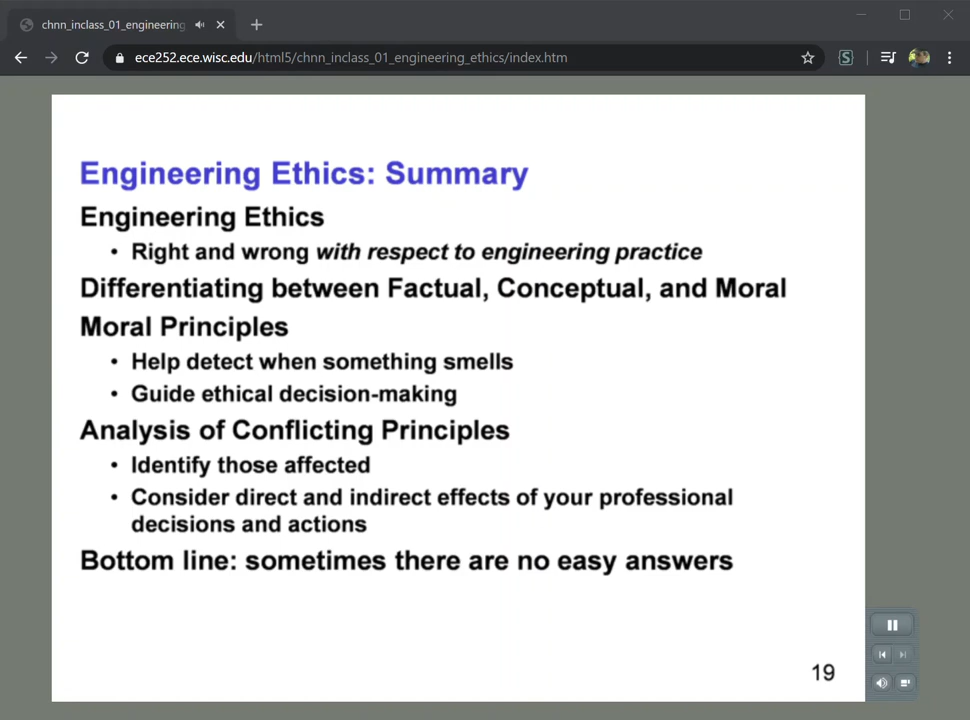 chnn_inclass_01_engineering
ece252.ece.wisc.edu/html5/chnn_inclass_01_engineering_ethics/index.htm
Engineering Ethics: Summary
Engineering Ethics
• Right and wrong with respect to engineering practice
Differentiating between Factual, Conceptual, and Moral
Moral Principles
• Help detect when something smells
• Guide ethical decision-making
Analysis of Conflicting Principles
• Identify those affected
• Consider direct and indirect effects of your professional
decisions and actions
Bottom line: sometimes there are no easy answers
19